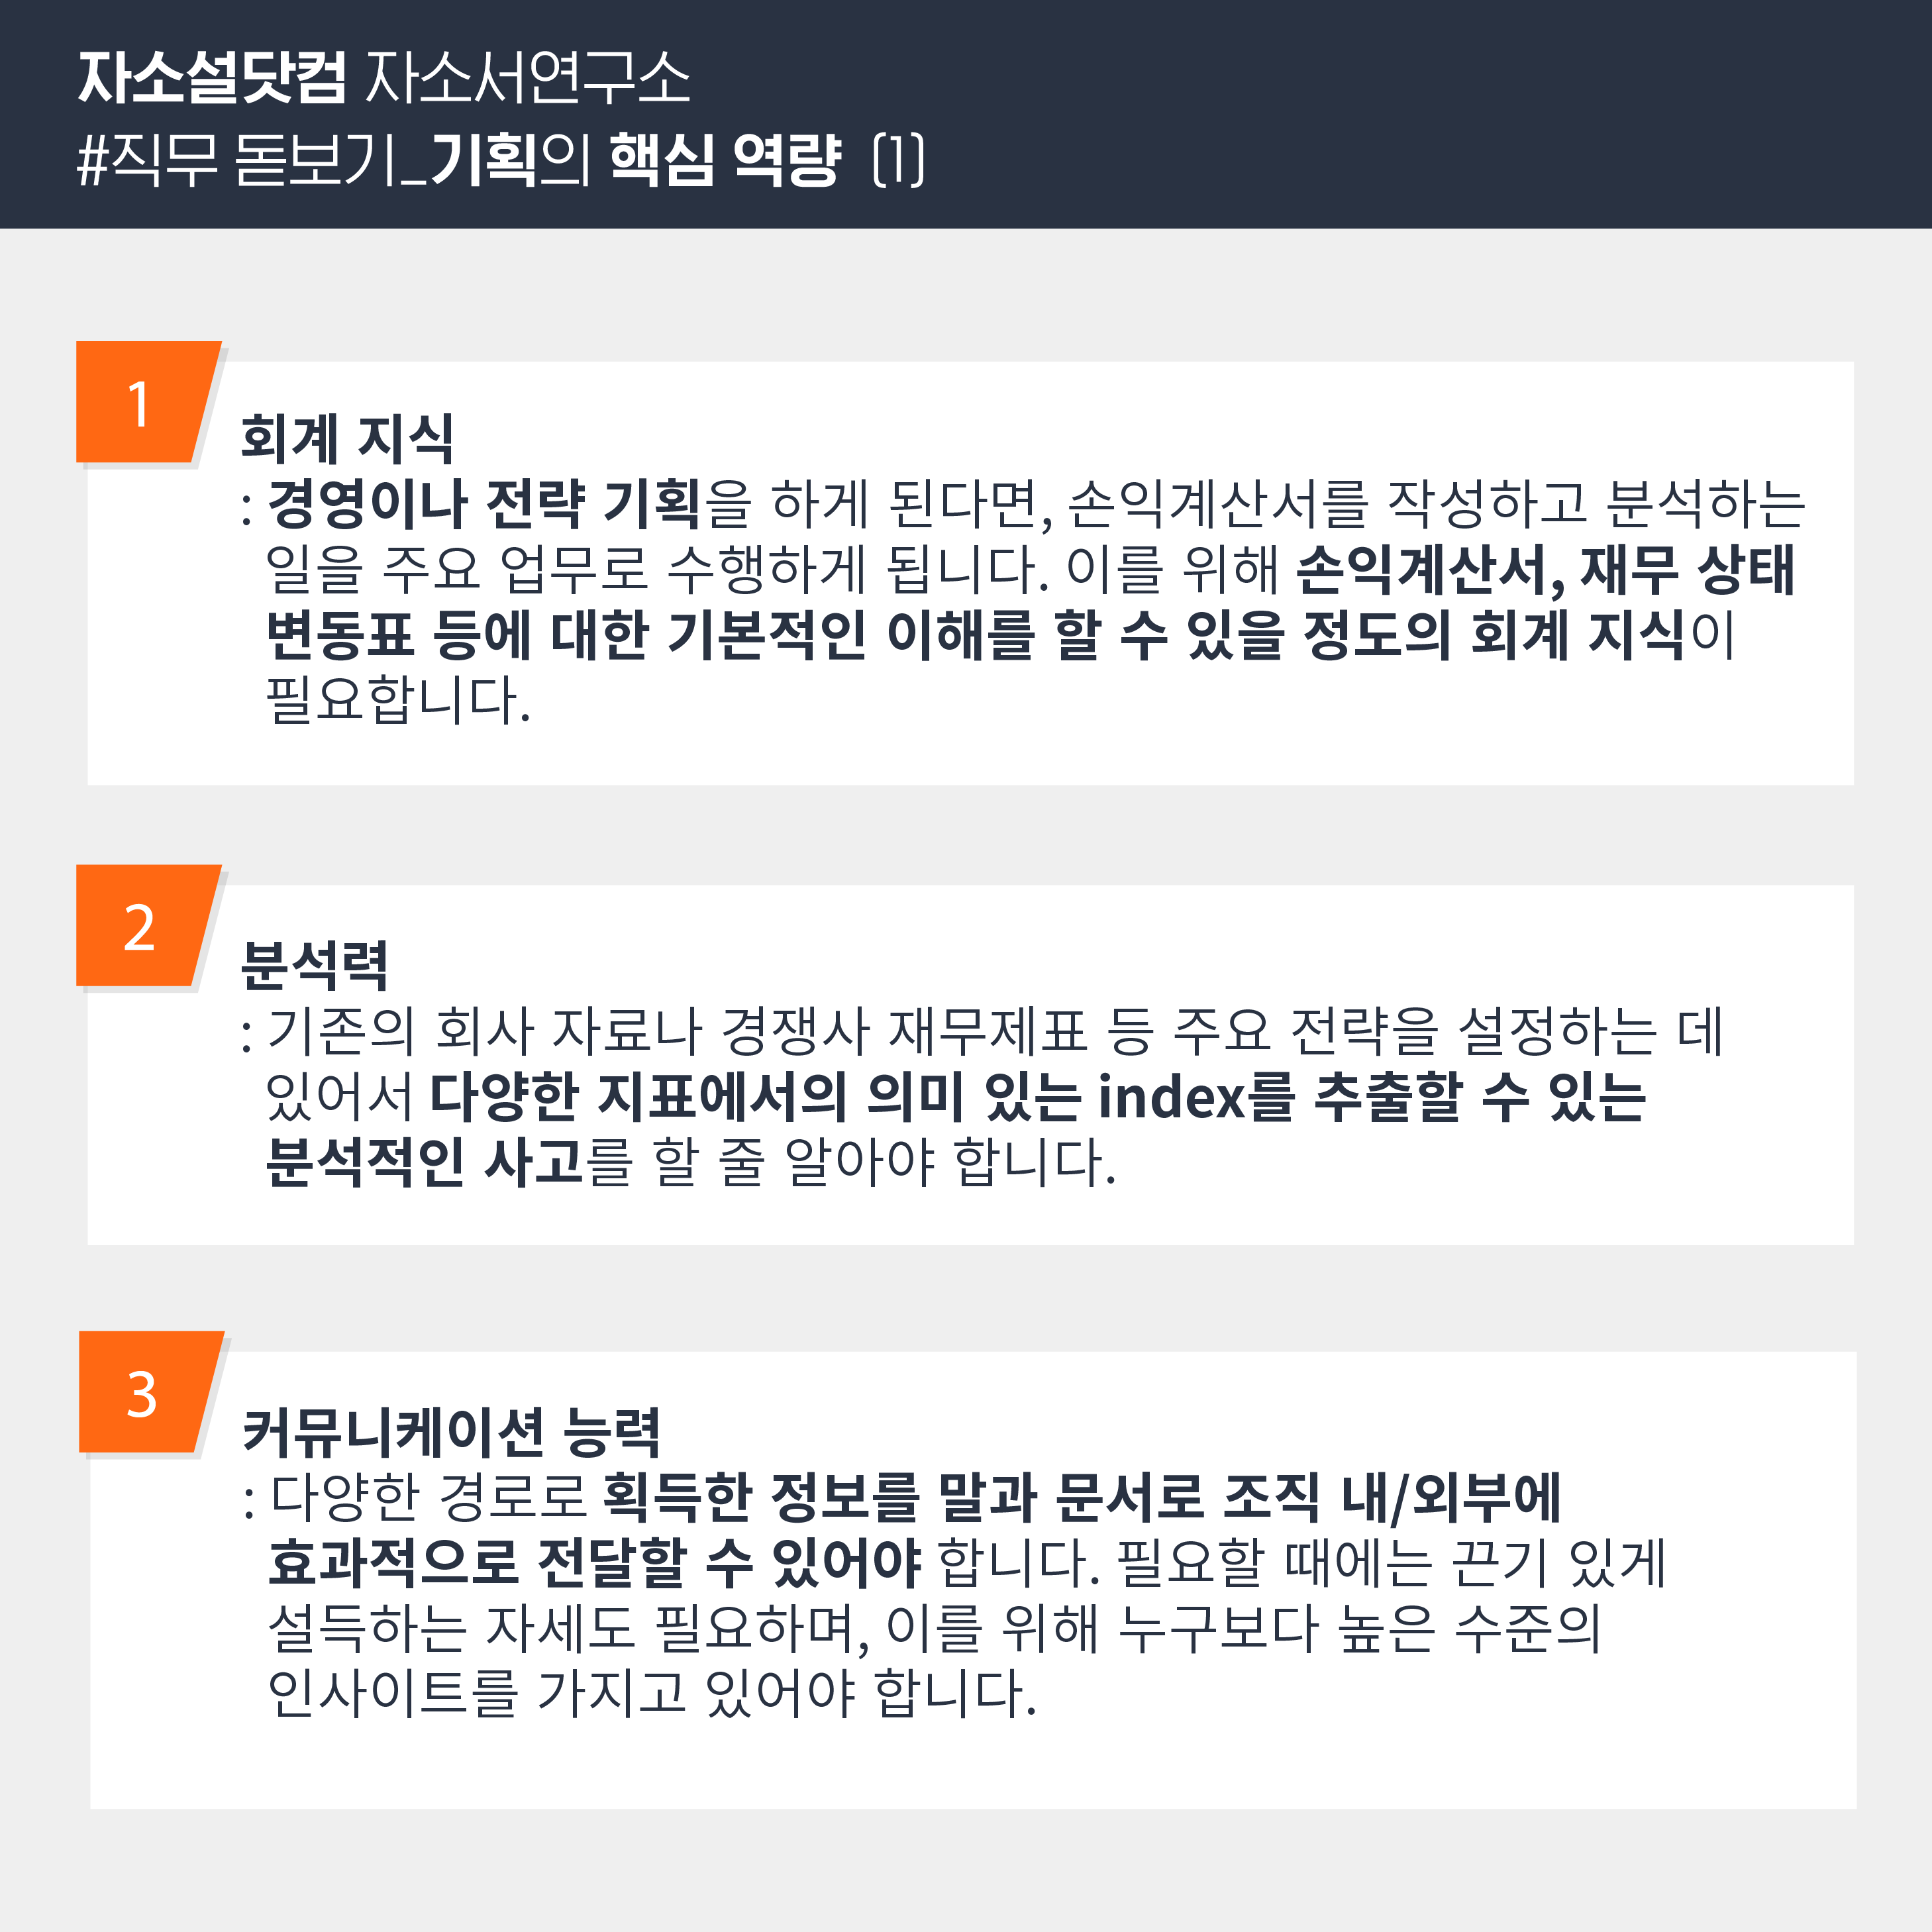 자소설닷컴 자소서연구소
#직무 돋보기_기획의 핵심 역량 (1)
1
회계 지식
: 경영이나 전략 기획을 하게 된다면, 손익계산서를 작성하고 분석하는
일을 주요 업무로 수행하게 됩니다. 이를 위해 손익계산서, 재무 상태
변동표 등에 대한 기본적인 이해를 할 수 있을 정도의 회계 지식이
필요합니다.
2
분석력
: 기존의 회사 자료나 경쟁사 재무제표 등 주요 전략을 설정하는 데
있어서 다양한 지표에서의 의미 있는 index를 추출할 수 있는
분석적인 사고를 할 줄 알아야 합니다.
3
커뮤니케이션 능력
: 다양한 경로로 획득한 정보를 말과 문서로 조직 내/외부에
효과적으로 전달할 수 있어야 합니다. 필요할 때에는 끈기 있게
설득하는 자세도 필요하며, 이를 위해 누구보다 높은 수준의
인사이트를 가지고 있어야 합니다.